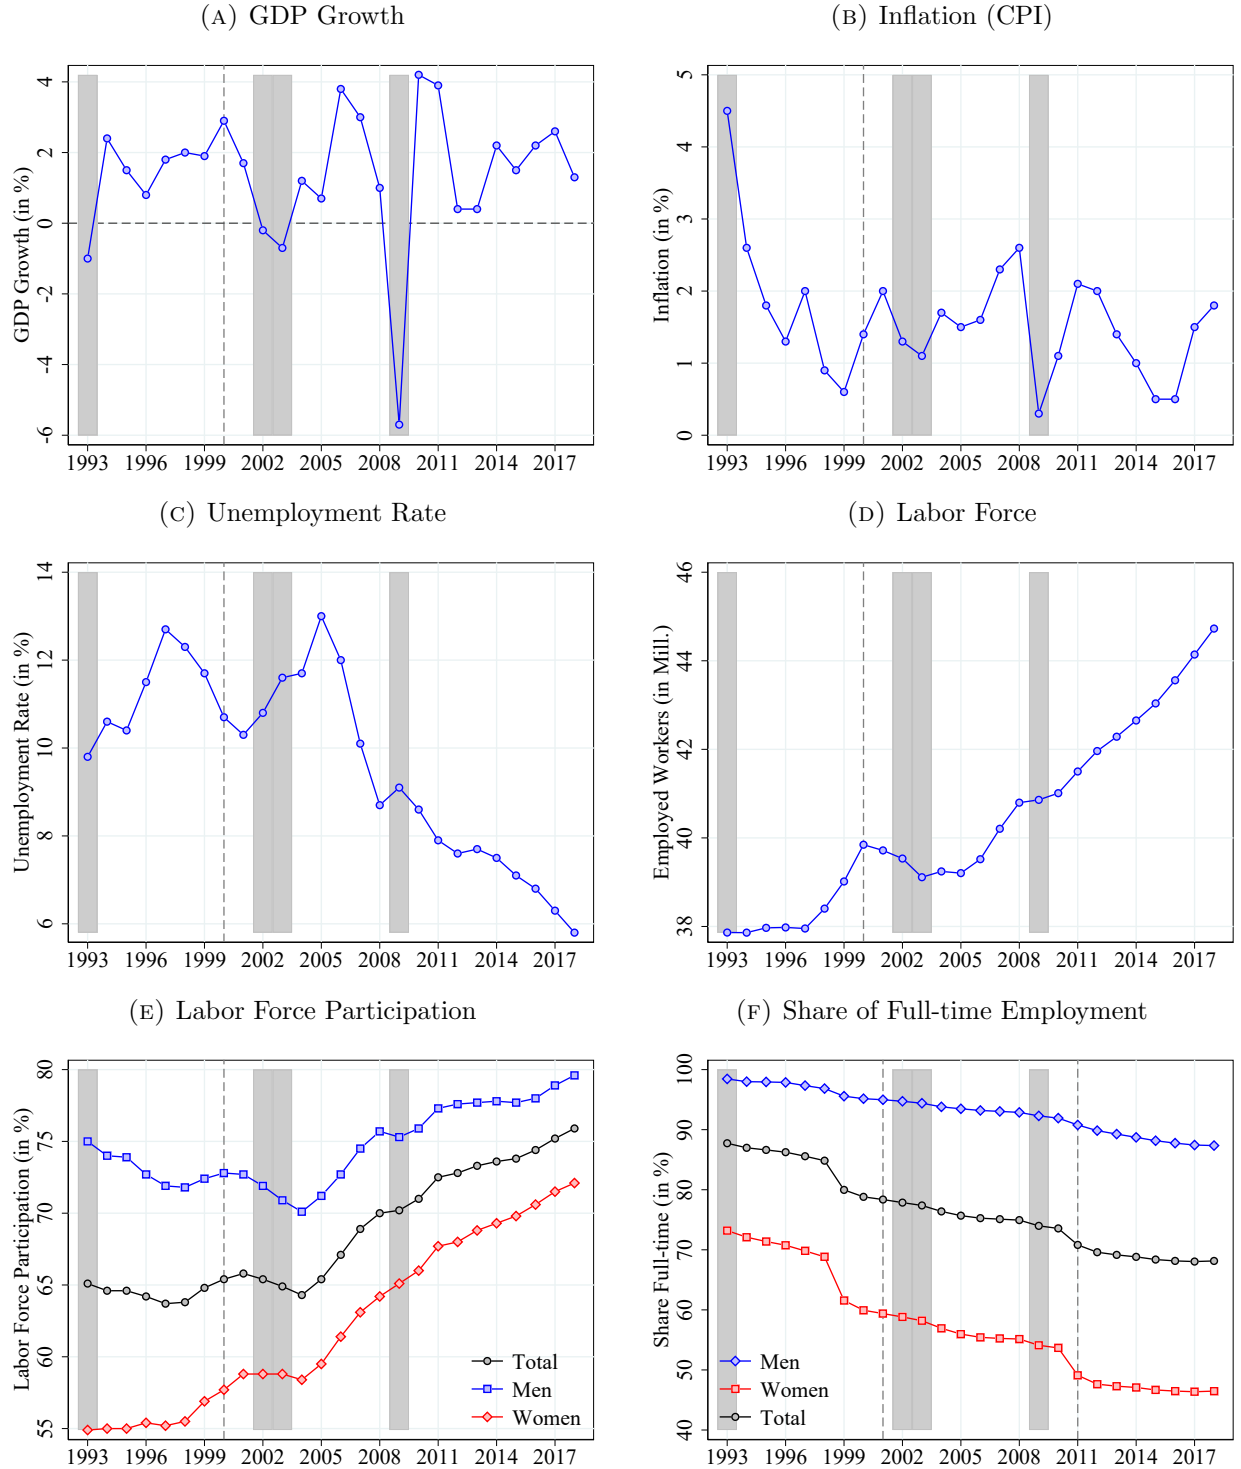 (A) GDP Growth
GDP Growth (in %)
4
2
0
-2
-4
-6
1993 1996 1999 2002 2005 2008 2011 2014 2017
(B) Inflation (CPI)
Inflation (in %)
5
4
3
2
1
0
1993 1996 1999 2002 2005 2008 2011 2014 2017
(C) Unemployment Rate
Unemployment Rate (in %)
14
12
10
8
6
1993 1996 1999 2002 2005 2008 2011 2014 2017
(D) Labor Force
Employed Workers (in Mill.)
46
44
42
40
38
1993 1996 1999 2002 2005 2008 2011 2014 2017
(E) Labor Force Participation
Labor Force Participation (in %)
80
75
70
65
60
55
Total
Men
Women
1993 1996 1999 2002 2005 2008 2011 2014 2017
(F) Share of Full-time Employment
Share Full-time (in %)
100
90
80
70
60
50
40
Men
Women
Total
1993 1996 1999 2002 2005 2008 2011 2014 2017